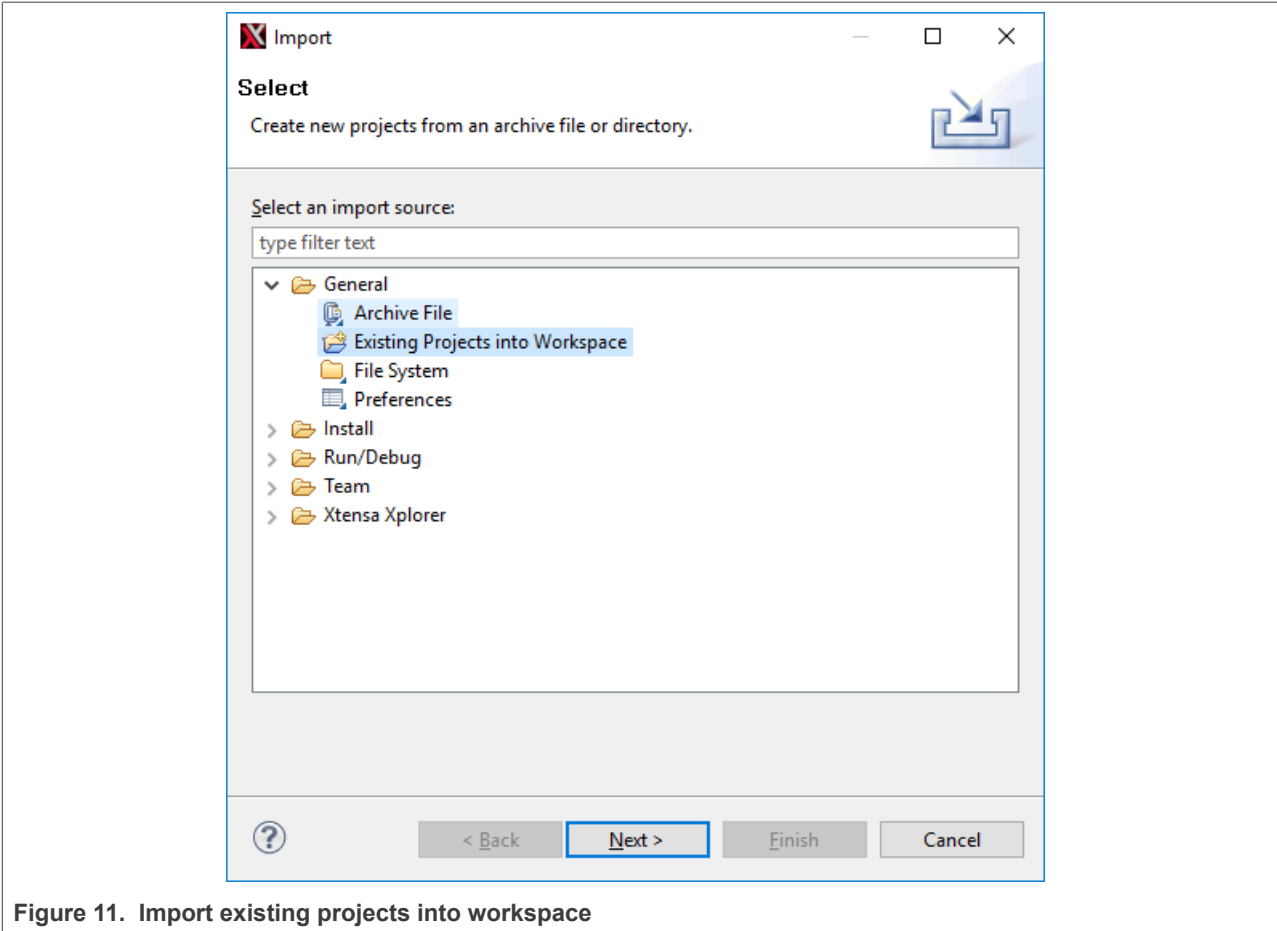 Import
Select
Create new projects from an archive file or directory.
Select an import source:
type filter text
General
Archive File
Existing Projects into Workspace
File System
Preferences
Install
Run/Debug
Team
Xtensa Xplorer
? < Back Next > Finish Cancel
Figure 11. Import existing projects into workspace